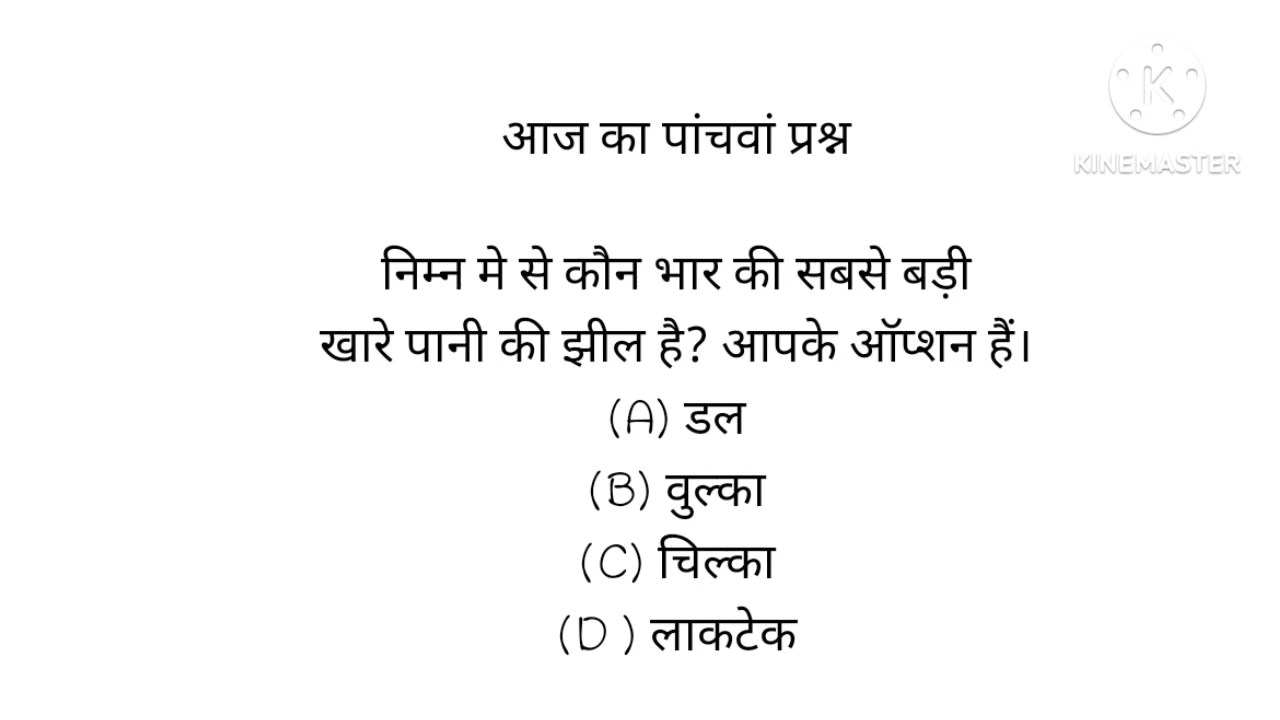 आज का पांचवां प्रश्न
KINEMASTER
निम्न मे से कौन भार की सबसे बड़ी
खारे पानी की झील है? आपके ऑप्शन हैं।
(A) डल
(B) वुल्का
(C) चिल्का
(D ) लाकटेक